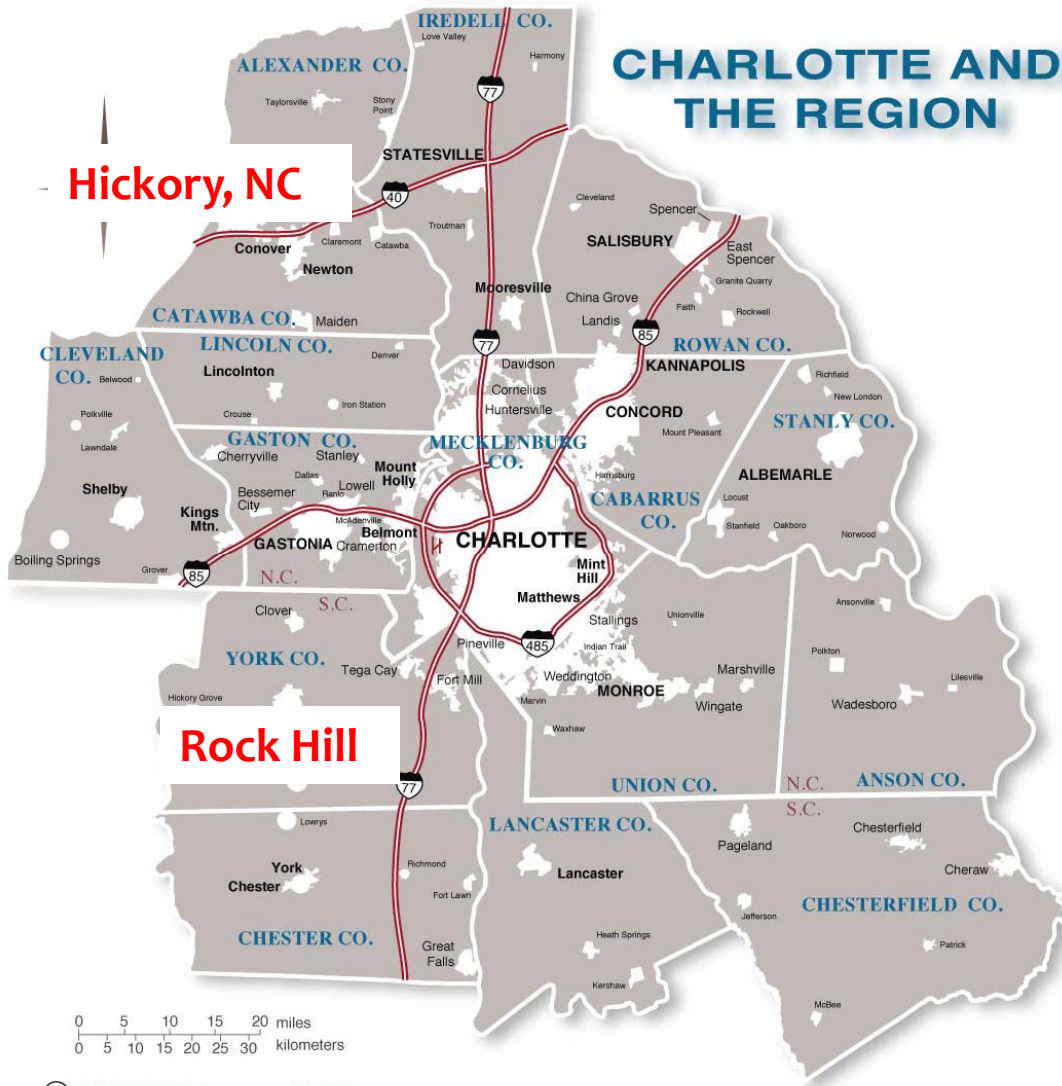 IREDELL CO.
Love Valley
Harmony
CHARLOTTE AND
THE REGION
ALEXANDER CO.
77
Taylorsville
Stony
Point
STATESVILLE
Hickory, NC
40
Cleveland
Spencer
Troutman
SALISBURY
East
Spencer
Claremont
Catawba
Conover
Newton
Granite Quarry
Mooresville
China Grove
Faith
Rockwell
Landis
CATAWBA CO.
Maiden
85
77
ROWAN CO.
CLEVELAND
CO.
LINCOLN CO.
Denver
Davidson
KANNAPOLIS
Belwood
Lincolnton
Richfield
Cornelius
New London
Iron Station
Huntersville
CONCORD
Polkville
Crouse
STANLY CO.
Mount Pleasant
GASTON CO.
MECKLENBURG
CO.
Lawndale
Cherryville
Stanley
Mount
Holly
Harrisburg
ALBEMARLE
Dallas
Lowell
Shelby
Bessemer
City
Ranlo
CABARRUS
CO.
Locust
Kings
Mtn.
McAdenville
Belmont
Stanfield
Oakboro
Norwood
GASTONIA
Cramerton
CHARLOTTE
Boiling Springs
Grover
85
N.C.
S.C.
Mint
Hill
Matthews
Ansonville
Clover
Stallings
Unionville
Pineville
485
Indian Trail
Polkton
YORK CO.
Tega Cay
Fort Mill
Weddington
Marshville
Lilesville
Hickory Grove
Marvin
MONROE
Wingate
Wadesboro
Waxhaw
Rock Hill
77
UNION CO.
N.C.
S.C.
ANSON CO.
Lowrys
LANCASTER CO.
Pageland
Chesterfield
York
Chester
Richmond
Lancaster
Cheraw
Fort Lawn
Jefferson
CHESTERFIELD CO.
CHESTER CO.
Great
Falls
Heath Springs
Patrick
Kershaw
McBee
0 5 10 15 20 miles
0 5 10 15 20 25 30 kilometers